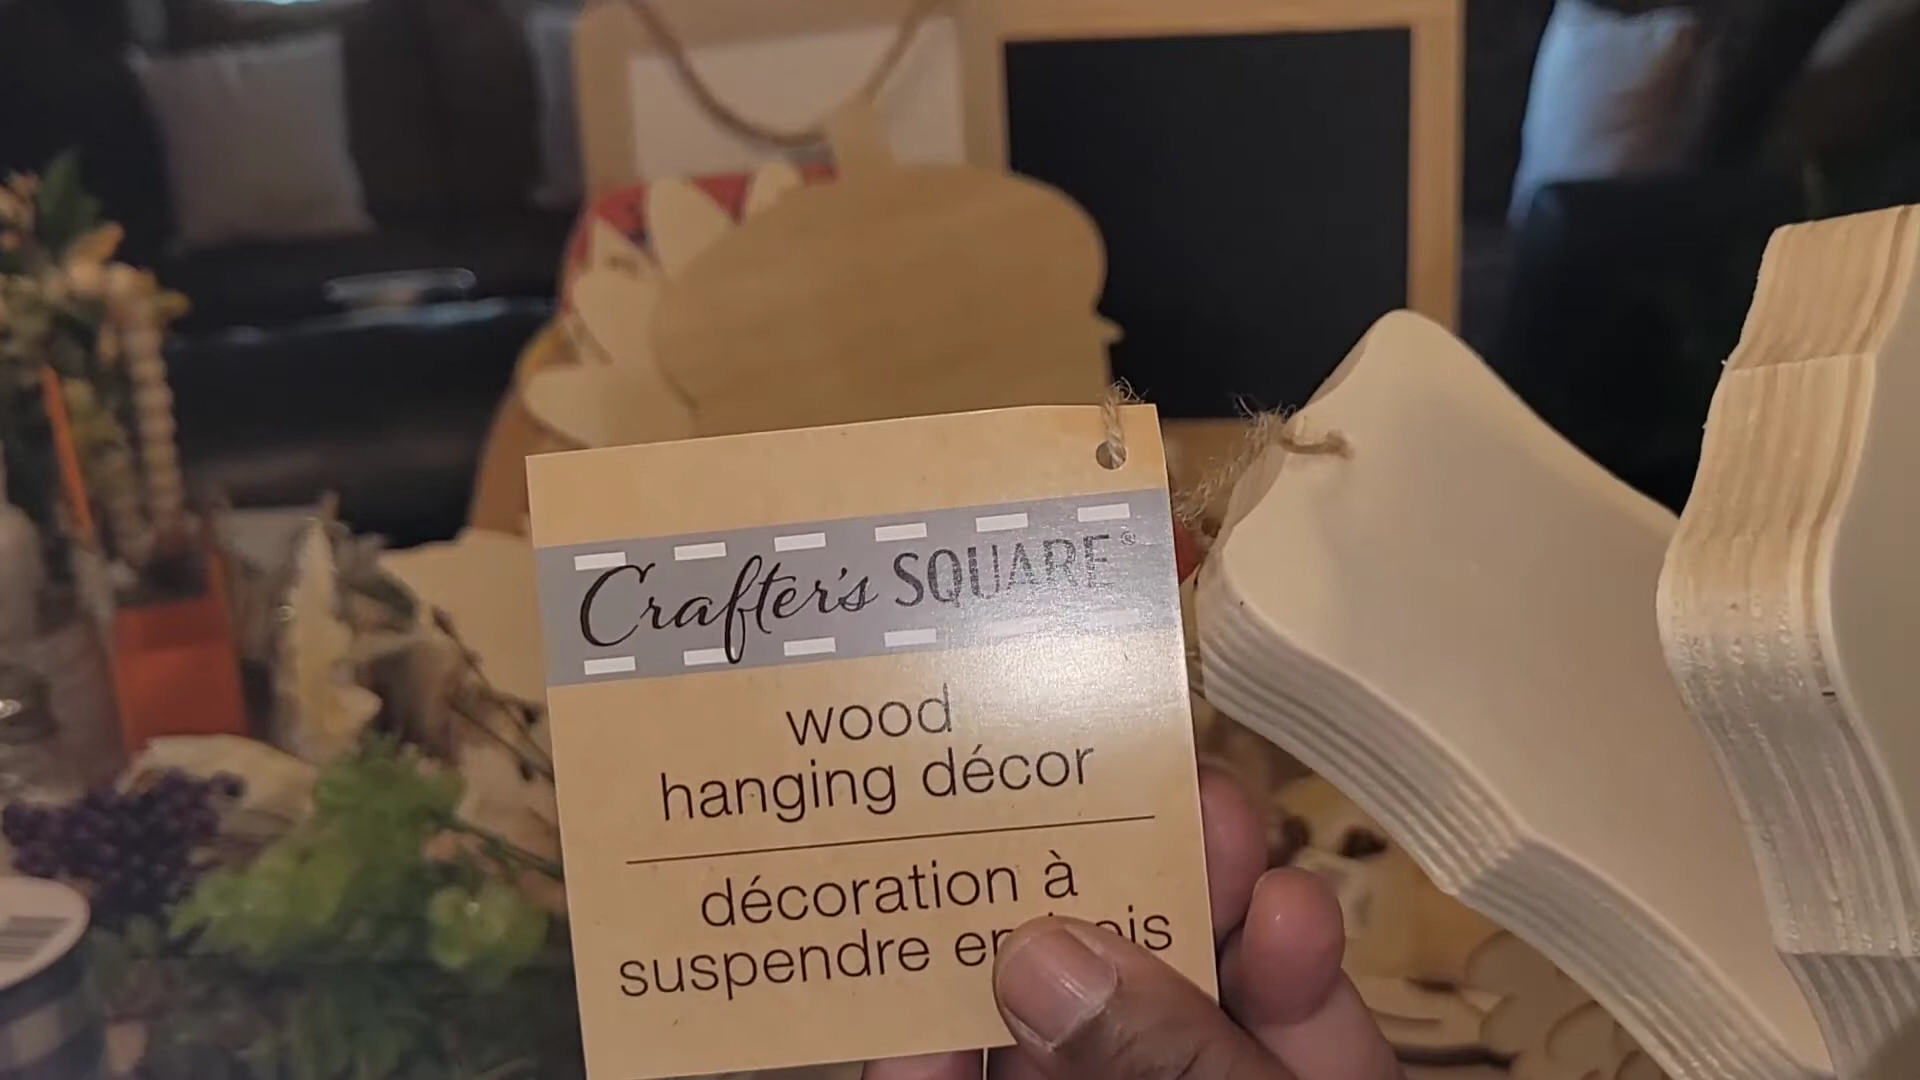 Crafter's SQUARE®
wood
hanging décor
décoration à
suspendre